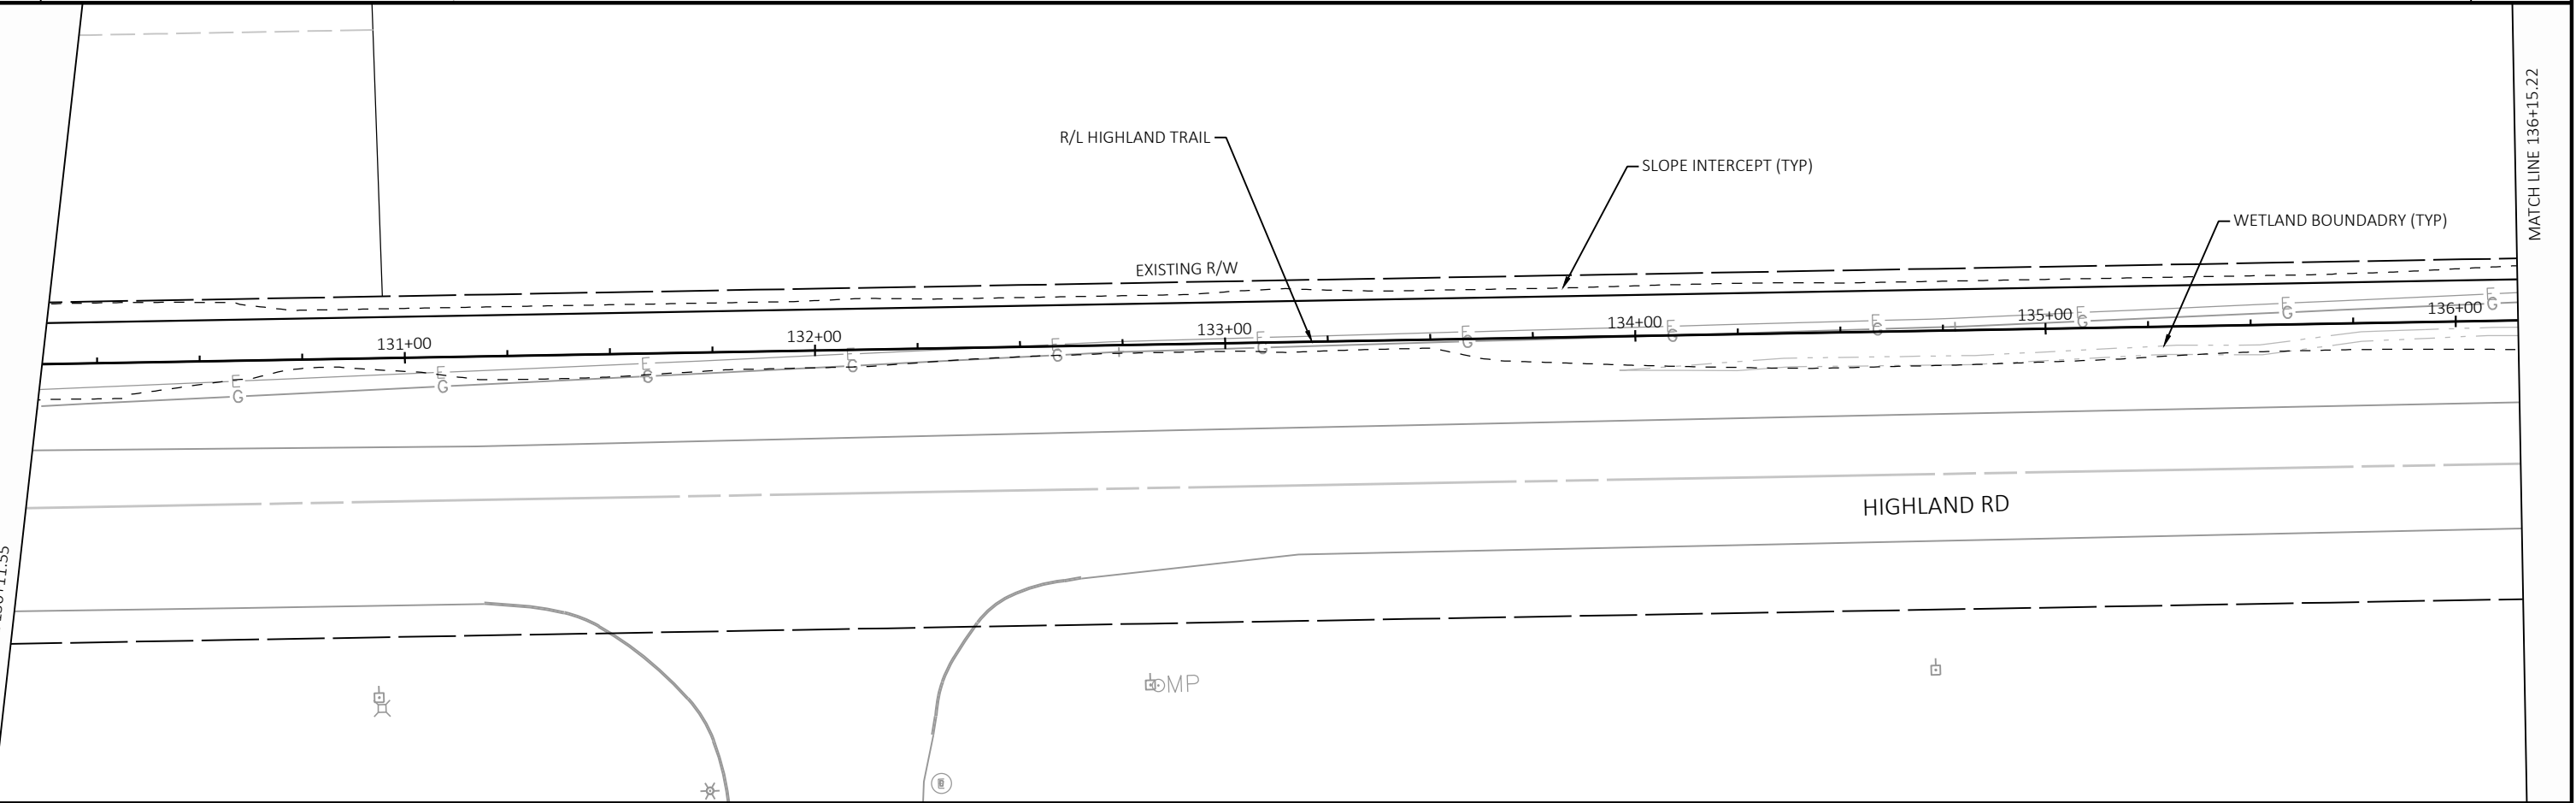 MATCH LINE 136+15.22
R/L HIGHLAND TRAIL
SLOPE INTERCEPT (TYP)
WETLAND BOUNDADRY (TYP)
EXISTING R/W
131+00
132+00
133+00
134+00
135+00
136+00
E E E E E E E E E E E E
G G G G G G G G G G G G
HIGHLAND RD
MP